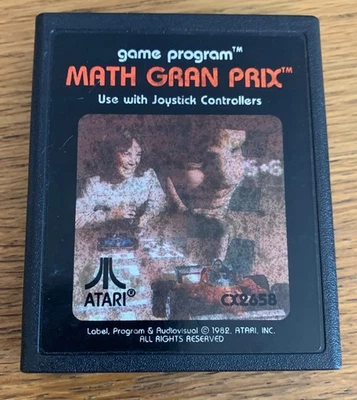 game program™
MATH GRAN PRIX™
Use with Joystick Controllers
6+6
ATARI®
CX2658
Label, Program & Audiovisual © 1982, ATARI, INC.
ALL RIGHTS RESERVED